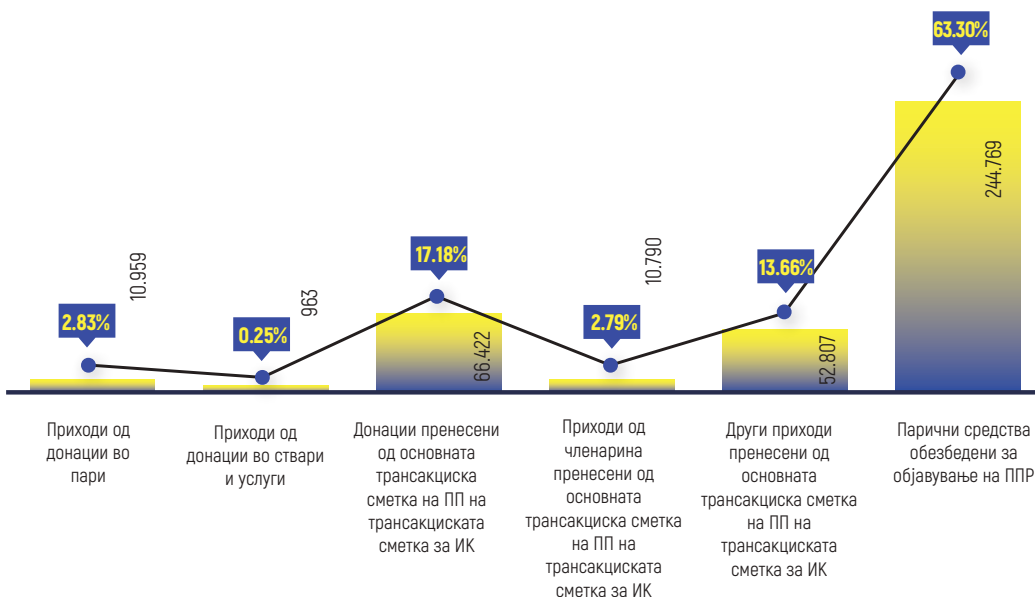 63.30%
244.769
17.18%
66.422
13.66%
52.807
10.959
2.83%
963
0.25%
10.790
2.79%
Приходи од
донации во
пари
Приходи од
донации во ствари
и услуги
Донации пренесени
од основната
трансакциска
сметка на ПП на
трансакциската
сметка за ИК
Приходи од
членарина
пренесени од
основната
трансакциска сметка
на ПП на
трансакциската
сметка за ИК
Други приходи
пренесени од
основната
трансакциска сметка
на ПП на
трансакциската
сметка за ИК
Парични средства
обезбедени за
објавување на ППР